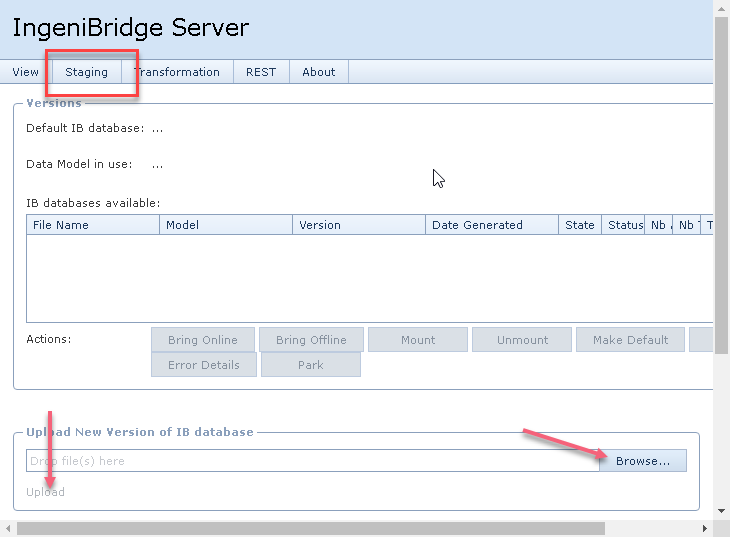 IngeniBridge Server
View Staging Transformation REST About
Versions
Default IB database: ...
Data Model in use: ...
IB databases available:
File Name Model Version Date Generated State Status Nb Nb T
Actions: Bring Online Bring Offline Mount Unmount Make Default
Error Details Park
Upload New Version of IB database
Drop file(s) here Browse...
Upload